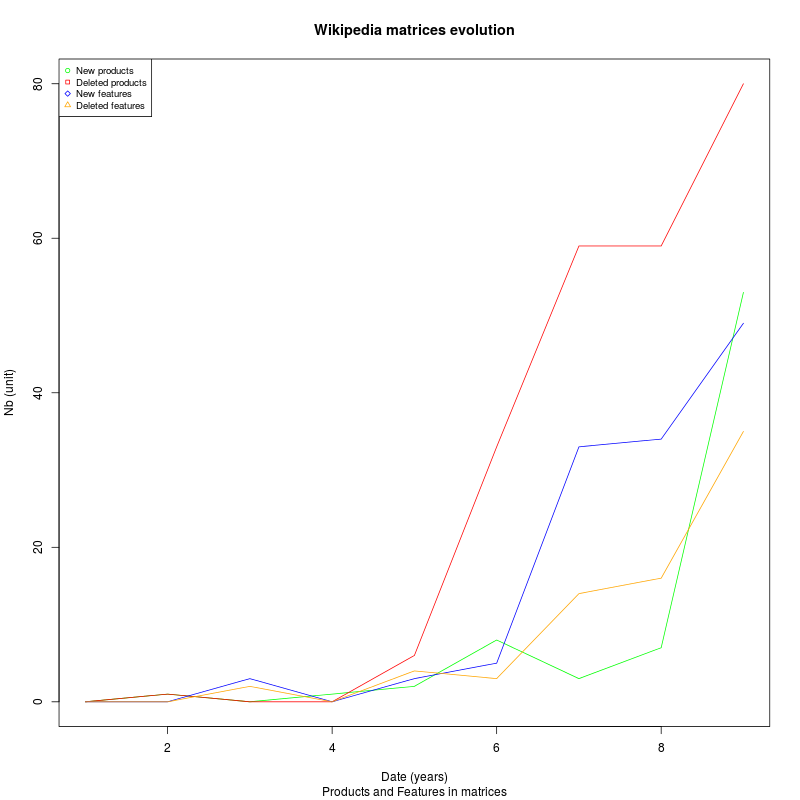 Wikipedia matrices evolution
New products
Deleted products
New features
Deleted features
80
60
40
20
0
Nb (unit)
2 4 6 8
Date (years)
Products and Features in matrices